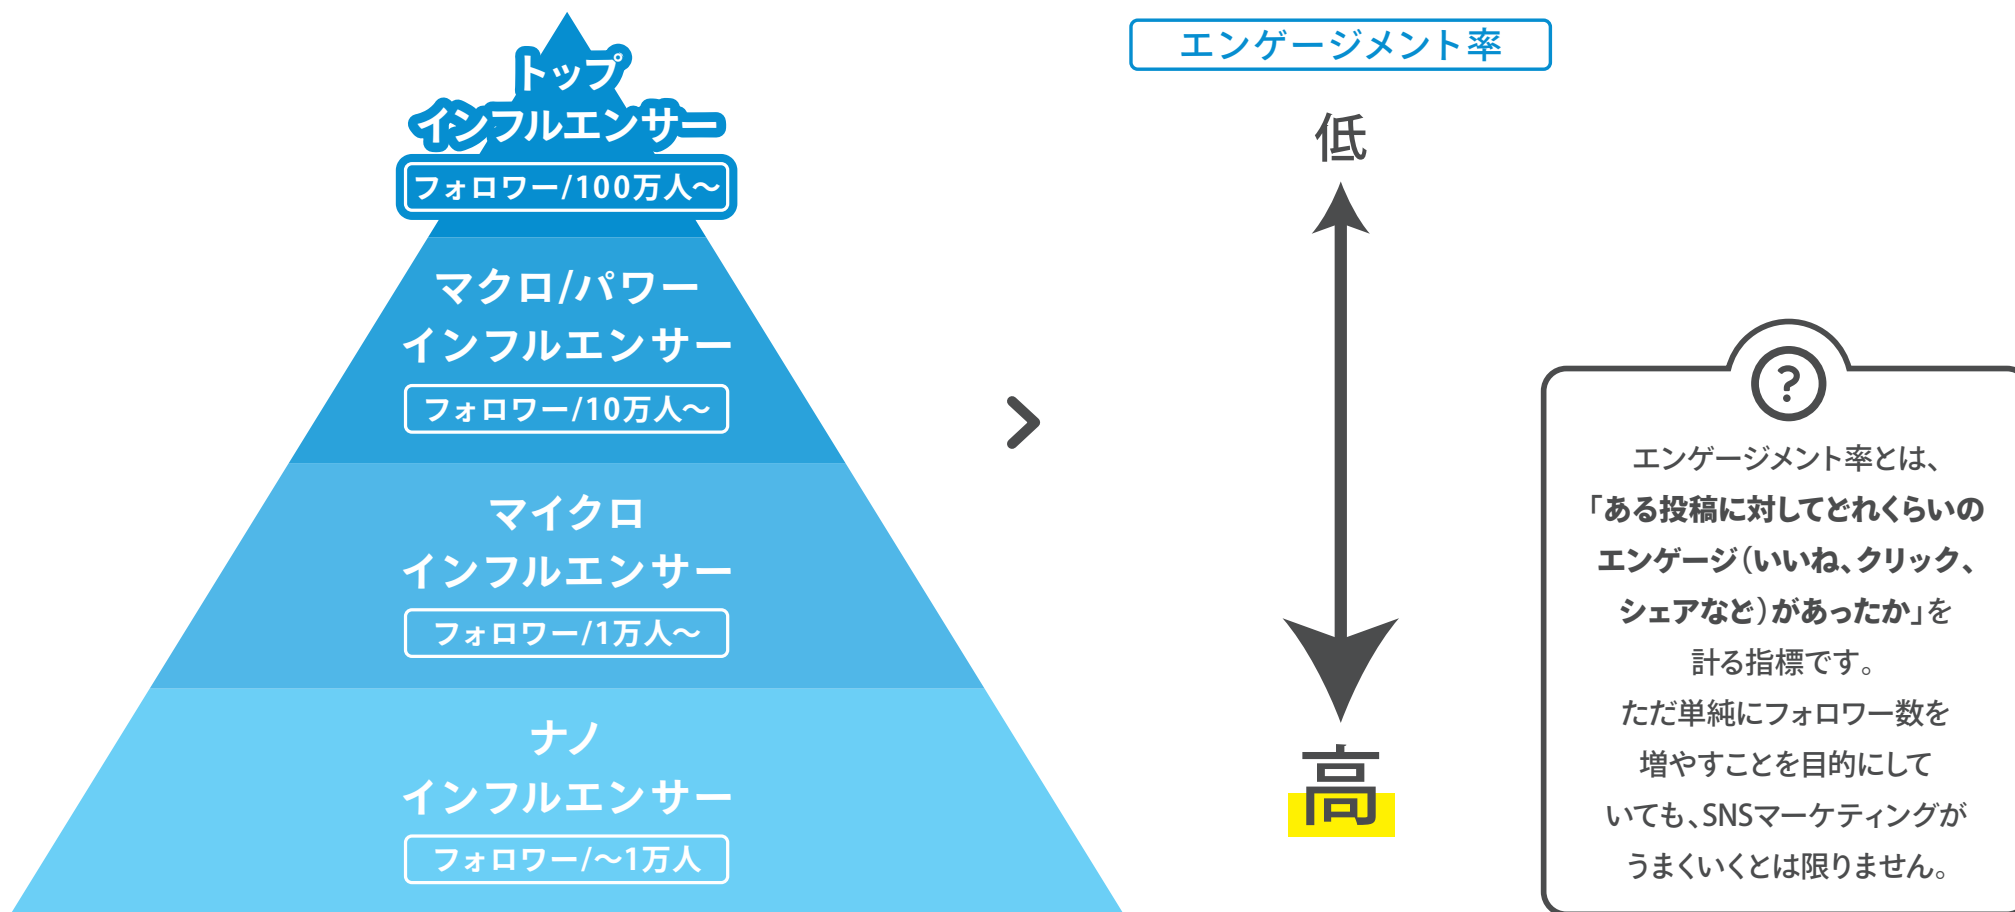 トップ
インフルエンサー
フォロワー/100万人～
マクロ/パワー
インフルエンサー
フォロワー/10万人～
マイクロ
インフルエンサー
フォロワー/1万人～
ナノ
インフルエンサー
フォロワー/～1万人
エンゲージメント率
低
高
?
エンゲージメント率とは、
「ある投稿に対してどれくらいの
エンゲージ(いいね、クリック、
シェアなど)があったか」を
計る指標です。
ただ単純にフォロワー数を
増やすことを目的にして
いても、SNSマーケティングが
うまくいくとは限りません。